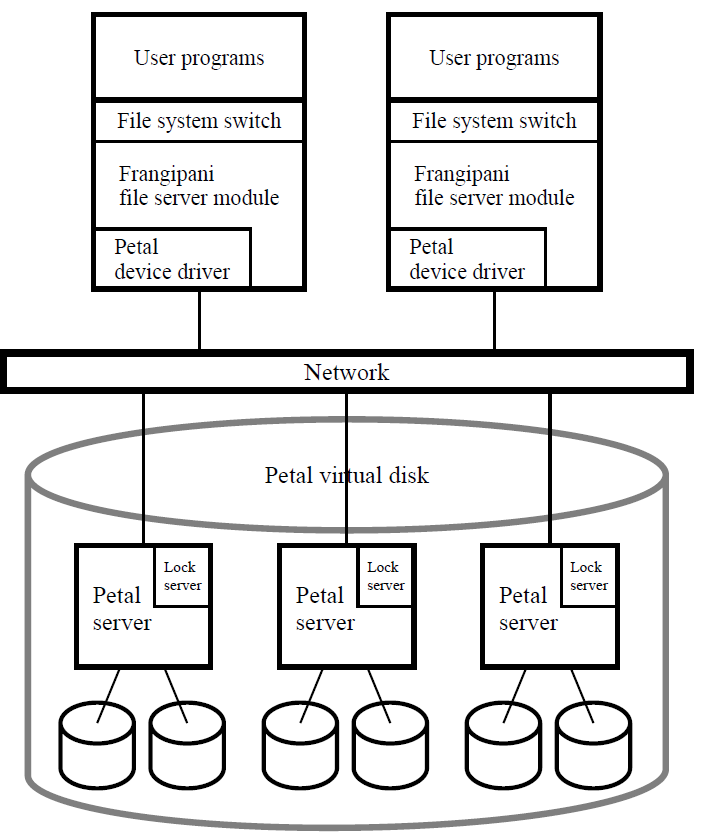 User programs
User programs
File system switch
File system switch
Frangipani
file server module
Frangipani
file server module
Petal
device driver
Petal
device driver
Network
Petal virtual disk
Lock
server
Petal
server
Lock
server
Petal
server
Lock
server
Petal
server